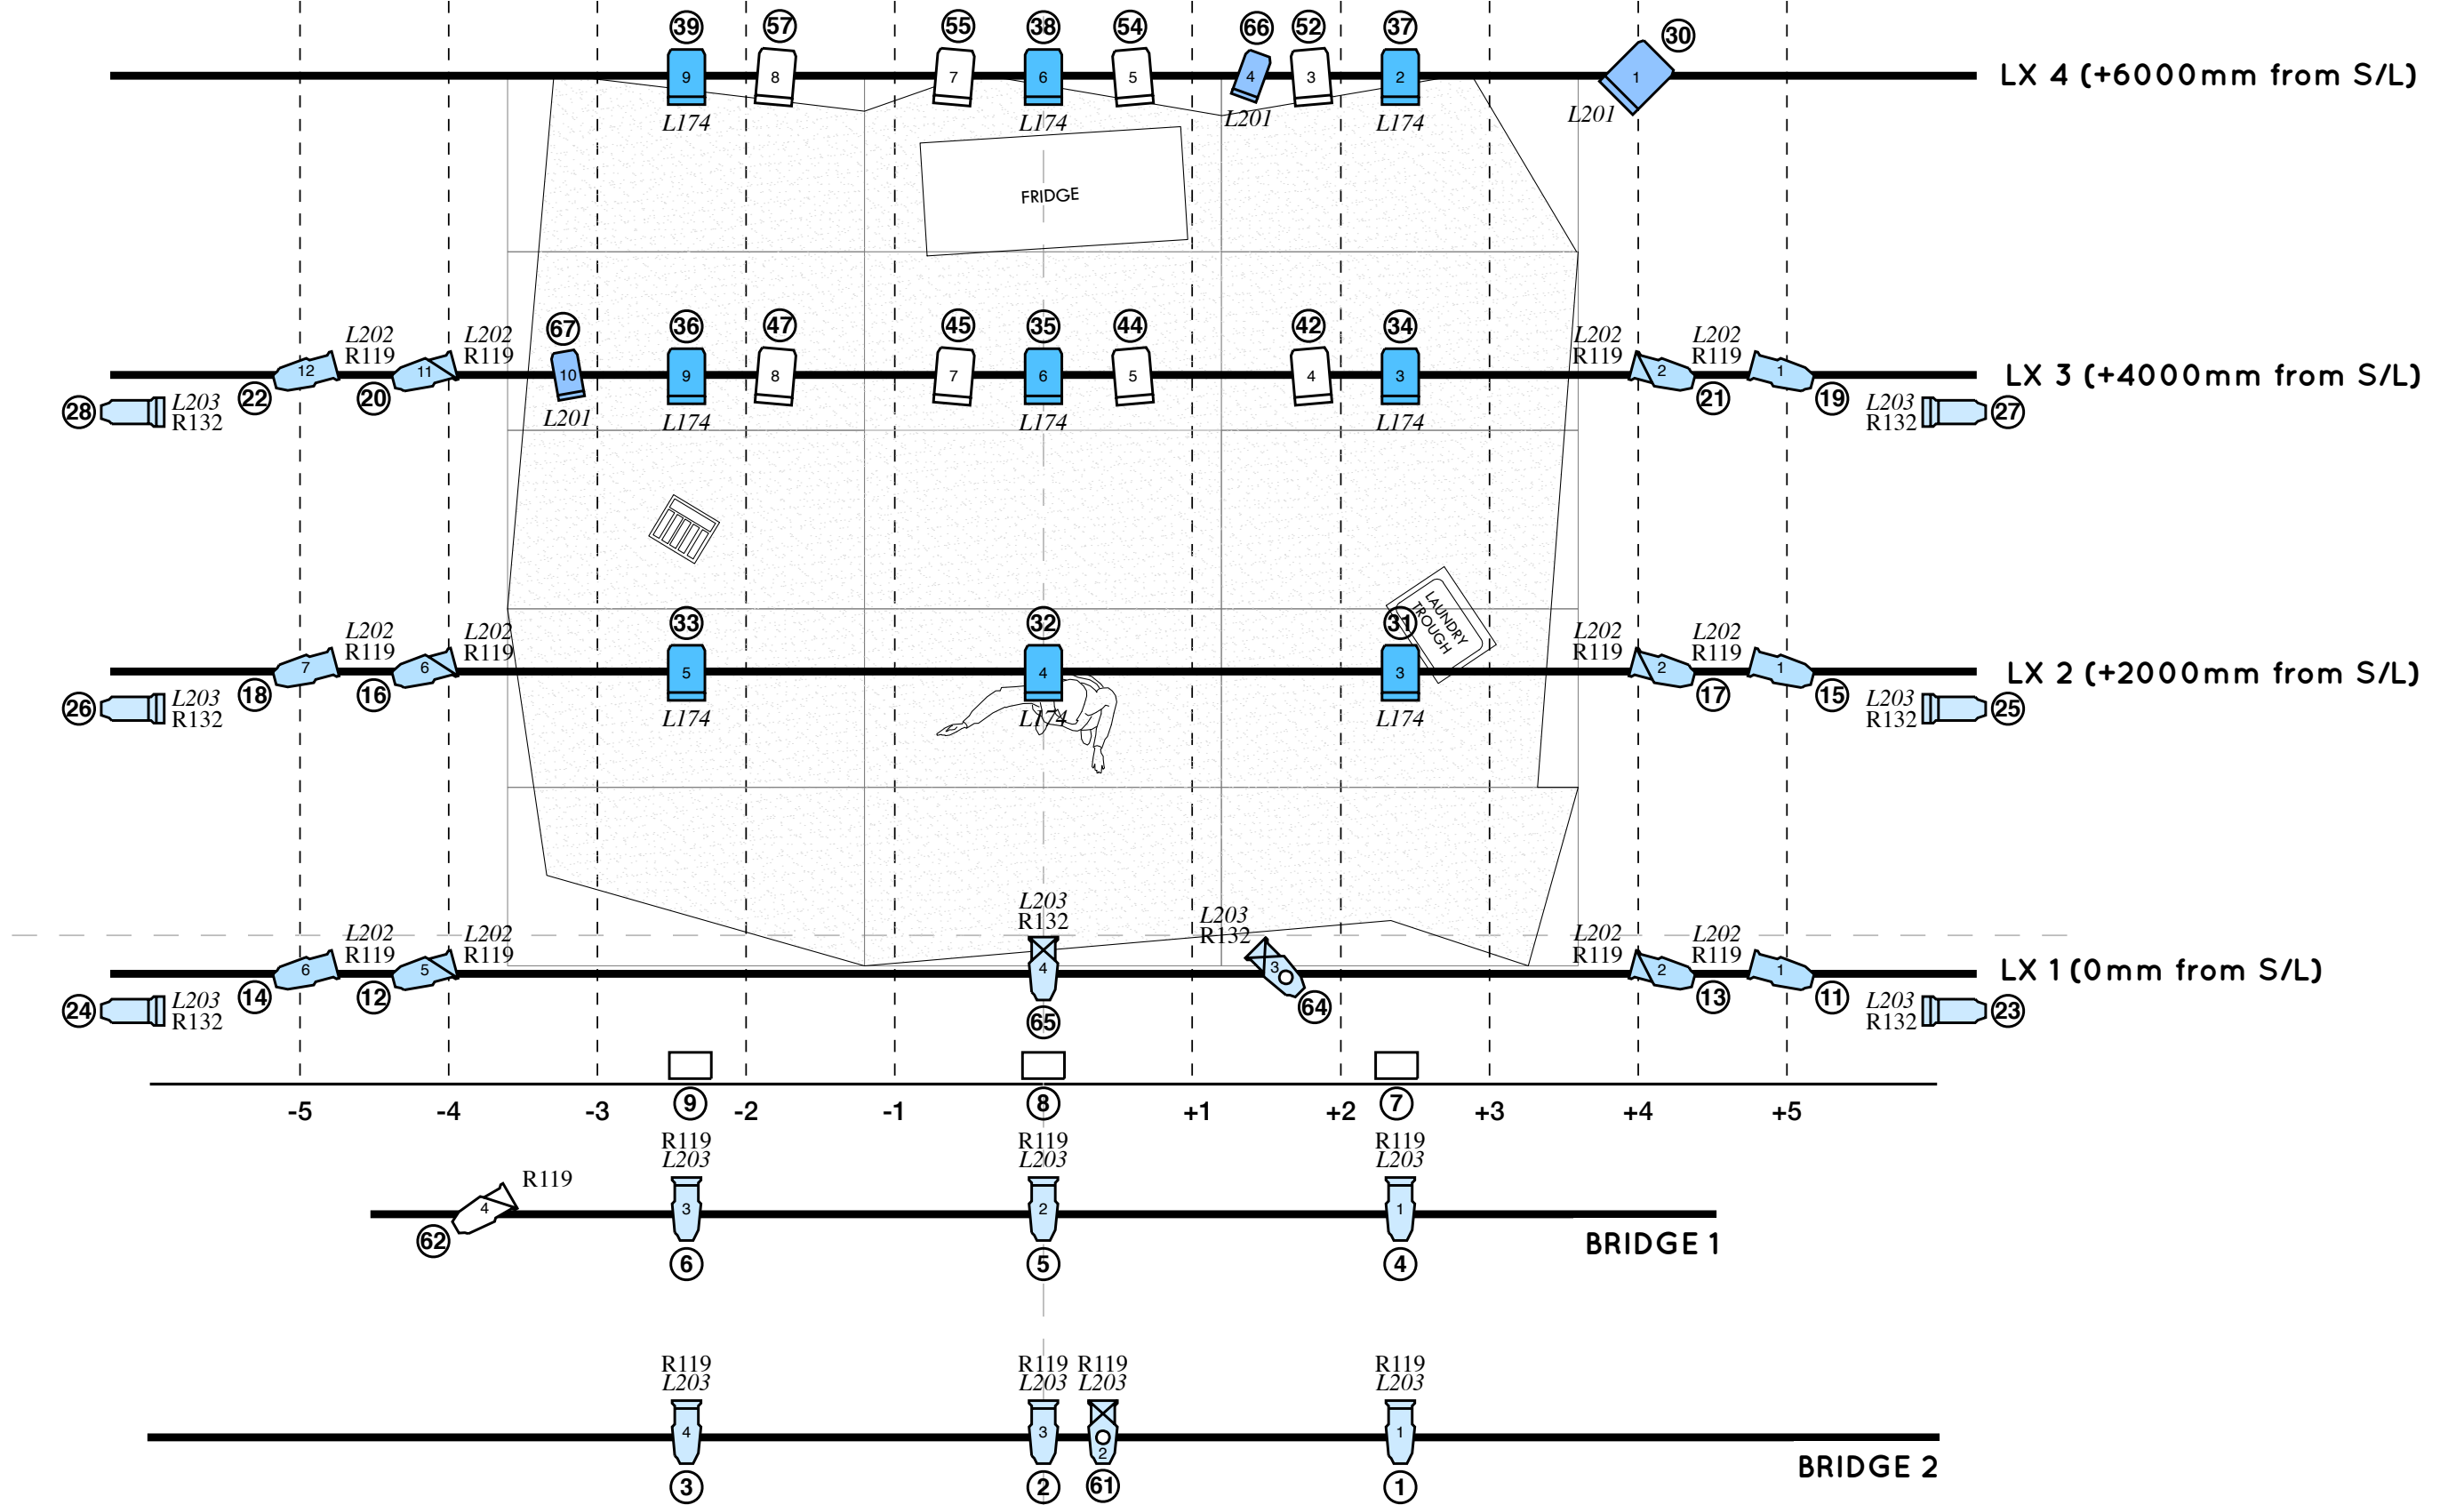 39 57 55 38 54 66 52 37 30
9 8 7 6 5 4 3 2 1
LX 4 (+6000mm from S/L)
L174 L174 L201 L174 L201
FRIDGE
67 36 47 45 35 44 42 34
L202 L202 L202 L202
R119 R119 R119 R119
12 11 10 9 8 7 6 5 4 3 2 1
LX 3 (+4000mm from S/L)
22 20 21 19
28 L203 L201 L174 L174 L174 L203 27
R132 R132
LAUNDRY
TROUGH
33 32 31
L202 L202 L202 L202
R119 R119 R119 R119
7 6 5 4 3 2 1
LX 2 (+2000mm from S/L)
18 16 17 15
26 L203 L174 L174 L174 L203 25
R132 R132
L203 L203
R132 R132
L202 L202 L202 L202
R119 R119 R119 R119
6 5 4 3 2 1
LX 1 (0mm from S/L)
14 12 13 11
24 L203 65 64 L203 23
R132 R132
-5 -4 -3 9 -2 -1 8 +1 +2 7 +3 +4 +5
R119 R119 R119
L203 L203 L203
R119
4 3 2 1
62 6 5 4
BRIDGE 1
R119 R119 R119 R119
L203 L203 L203 L203
4 3 2 1
3 2 61 1
BRIDGE 2